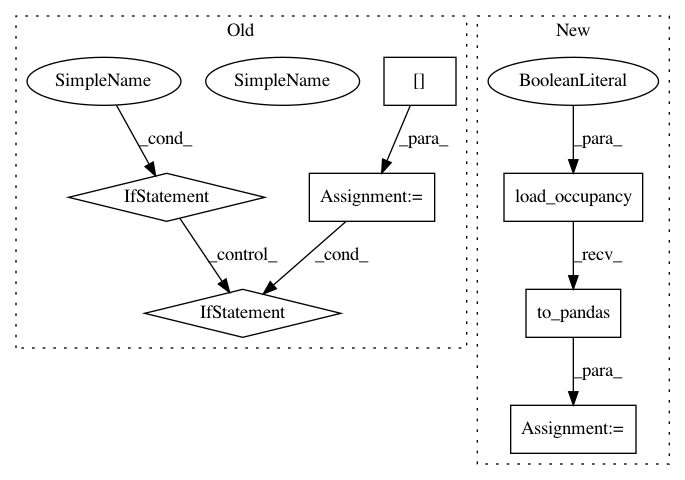 Old
New
SimpleName
SimpleName
[]
BooleanLiteral
_cond_
_para_
_para_
IfStatement
Assignment:=
load_occupancy
_control_
_cond_
_recv_
IfStatement
to_pandas
_para_
Assignment:=